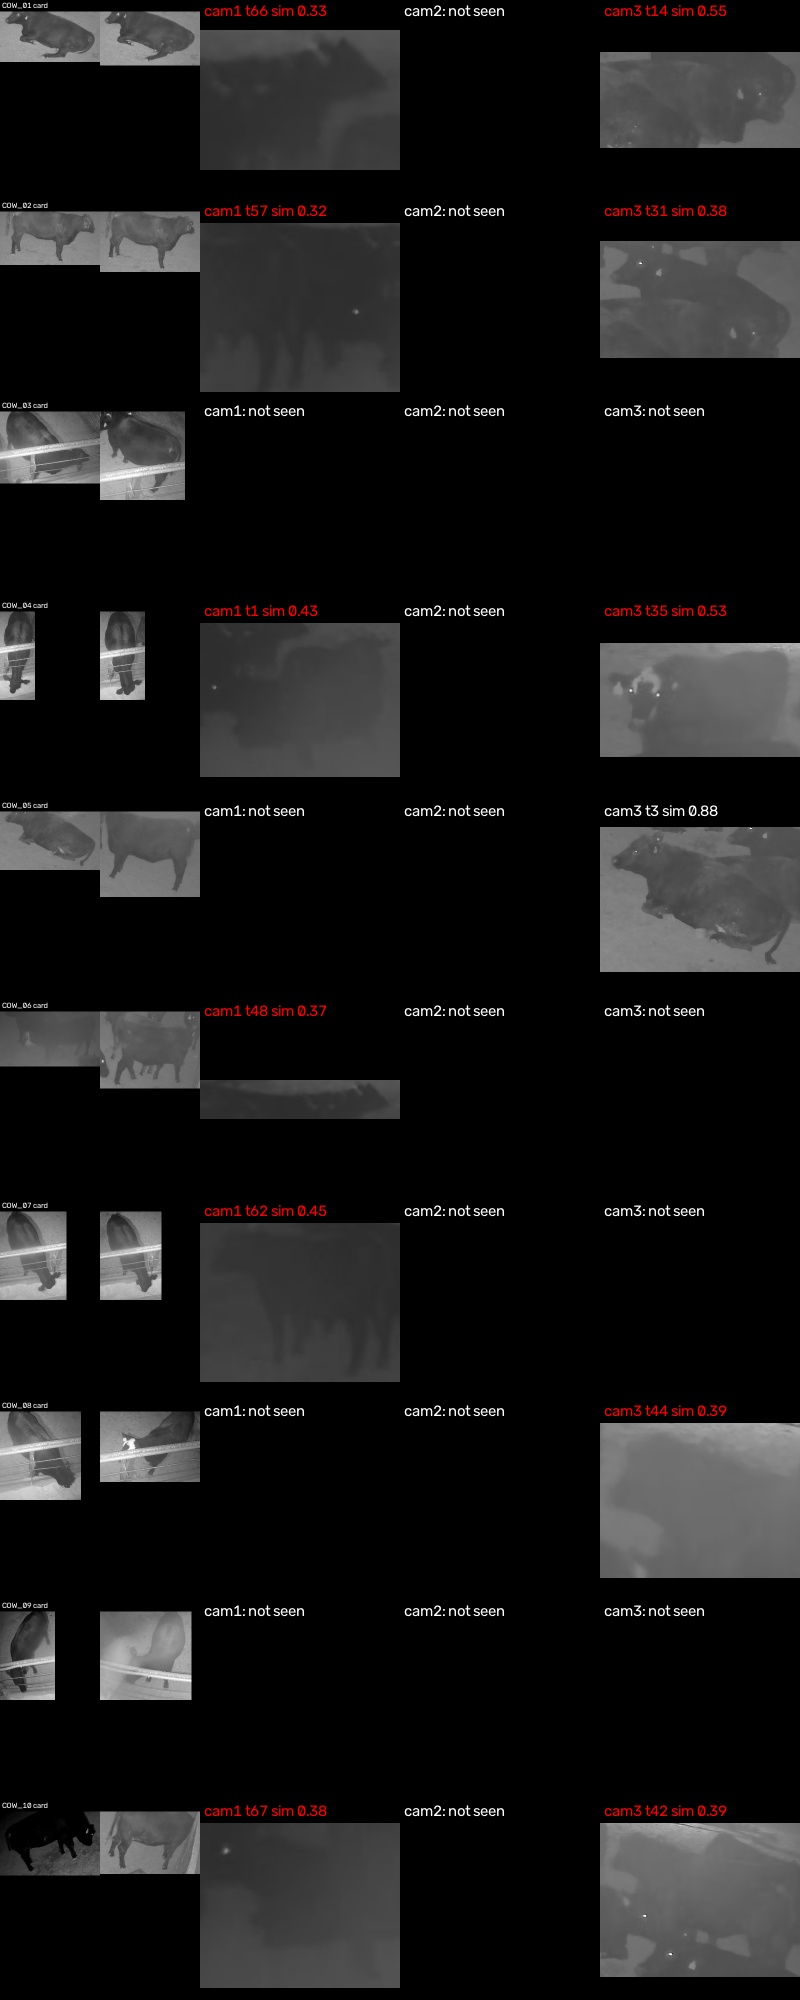 COW_01 card
cam1 t66 sim 0.33
cam2: not seen
cam3 t14 sim 0.55
COW_02 card
cam1 t57 sim 0.32
cam2: not seen
cam3 t31 sim 0.38
COW_03 card
cam1: not seen
cam2: not seen
cam3: not seen
COW_04 card
cam1 t1 sim 0.43
cam2: not seen
cam3 t35 sim 0.53
COW_05 card
cam1: not seen
cam2: not seen
cam3 t3 sim 0.88
COW_06 card
cam1 t48 sim 0.37
cam2: not seen
cam3: not seen
COW_07 card
cam1 t62 sim 0.45
cam2: not seen
cam3: not seen
COW_08 card
cam1: not seen
cam2: not seen
cam3 t44 sim 0.39
COW_09 card
cam1: not seen
cam2: not seen
cam3: not seen
COW_10 card
cam1 t67 sim 0.38
cam2: not seen
cam3 t42 sim 0.39